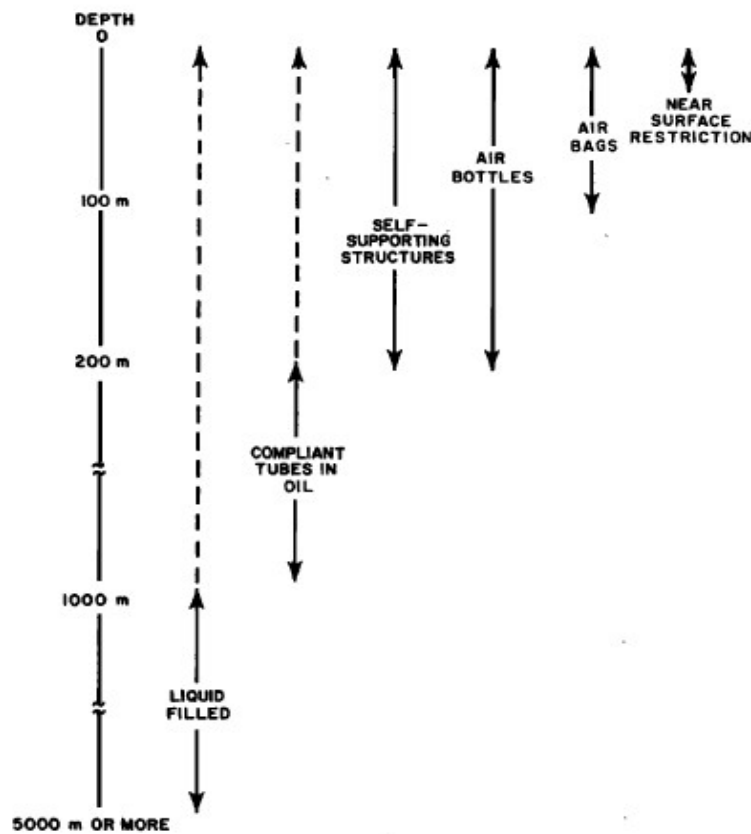 DEPTH
0
100 m
200 m
1000 m
5000 m OR MORE
LIQUID
FILLED
COMPLIANT
TUBES IN
OIL
SELF-
SUPPORTING
STRUCTURES
AIR
BOTTLES
AIR
BAGS
NEAR
SURFACE
RESTRICTION